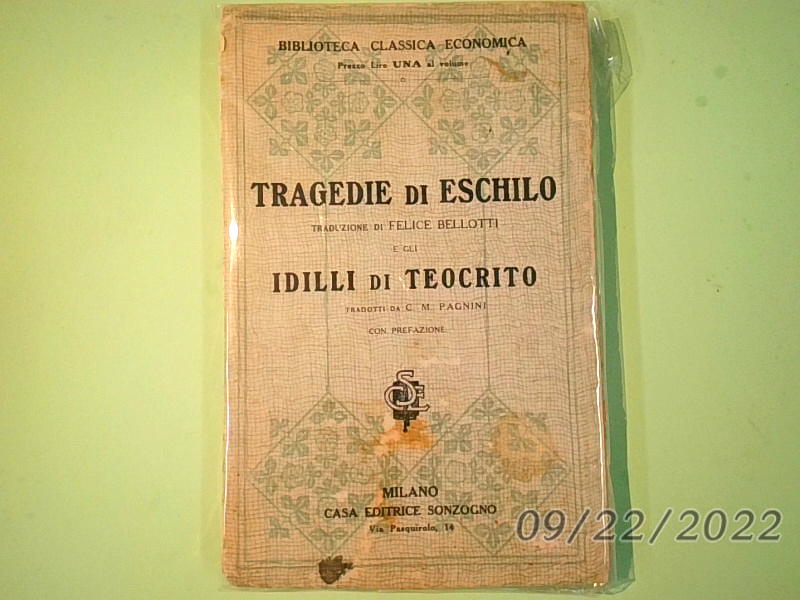 BIBLIOTECA CLASSICA ECONOMICA
Prezzo Lire UNA al volume
TRAGEDIE DI ESCHILO
TRADUZIONE DI FELICE BELLOTTI
E GLI
IDILLI DI TEOCRITO
TRADOTTI DA C. M. PAGNINI
CON PREFAZIONE
MILANO
CASA EDITRICE SONZOGNO
Via Pasquirolo, 14
09/22/2022